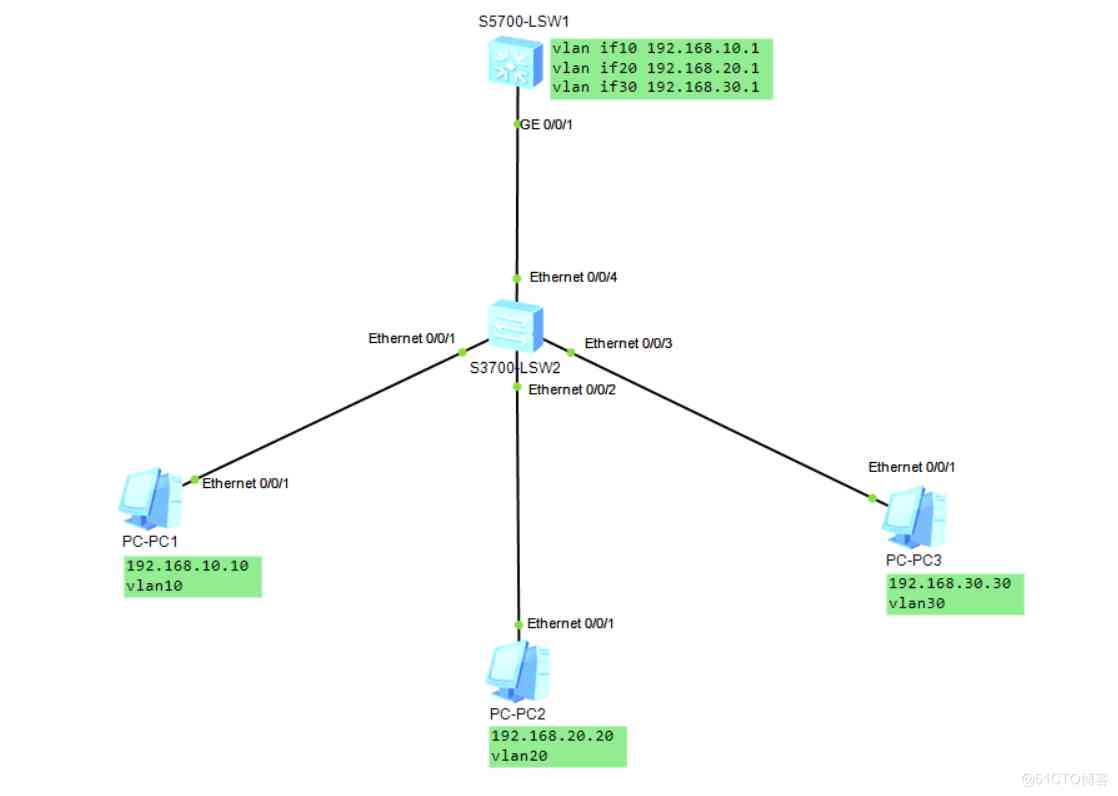 S5700-LSW1
vlan if10 192.168.10.1
vlan if20 192.168.20.1
vlan if30 192.168.30.1
GE 0/0/1
Ethernet 0/0/4
Ethernet 0/0/1
Ethernet 0/0/3
S3700-LSW2
Ethernet 0/0/2
Ethernet 0/0/1
Ethernet 0/0/1
PC-PC1
192.168.10.10
vlan10
PC-PC3
192.168.30.30
vlan30
Ethernet 0/0/1
PC-PC2
192.168.20.20
vlan20
@51CTO博客